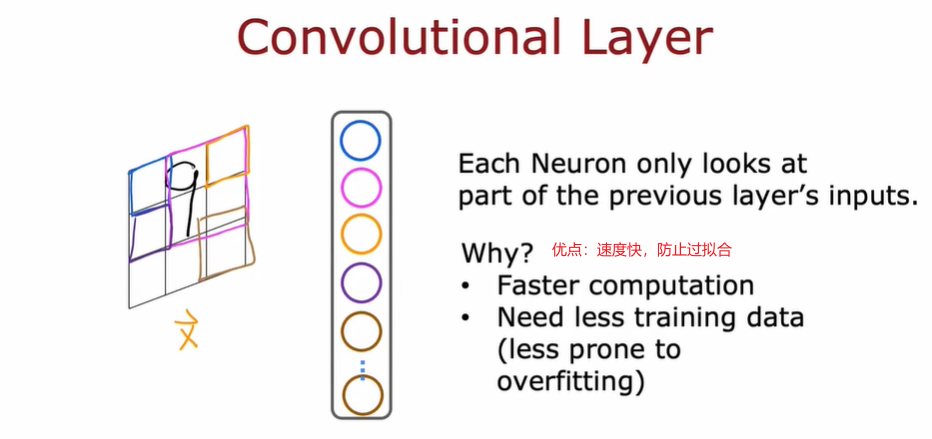 Convolutional Layer
9
Each Neuron only looks at
part of the previous layer's inputs.
Why?
优点：速度快，防止过拟合
• Faster computation
• Need less training data
(less prone to
overfitting)